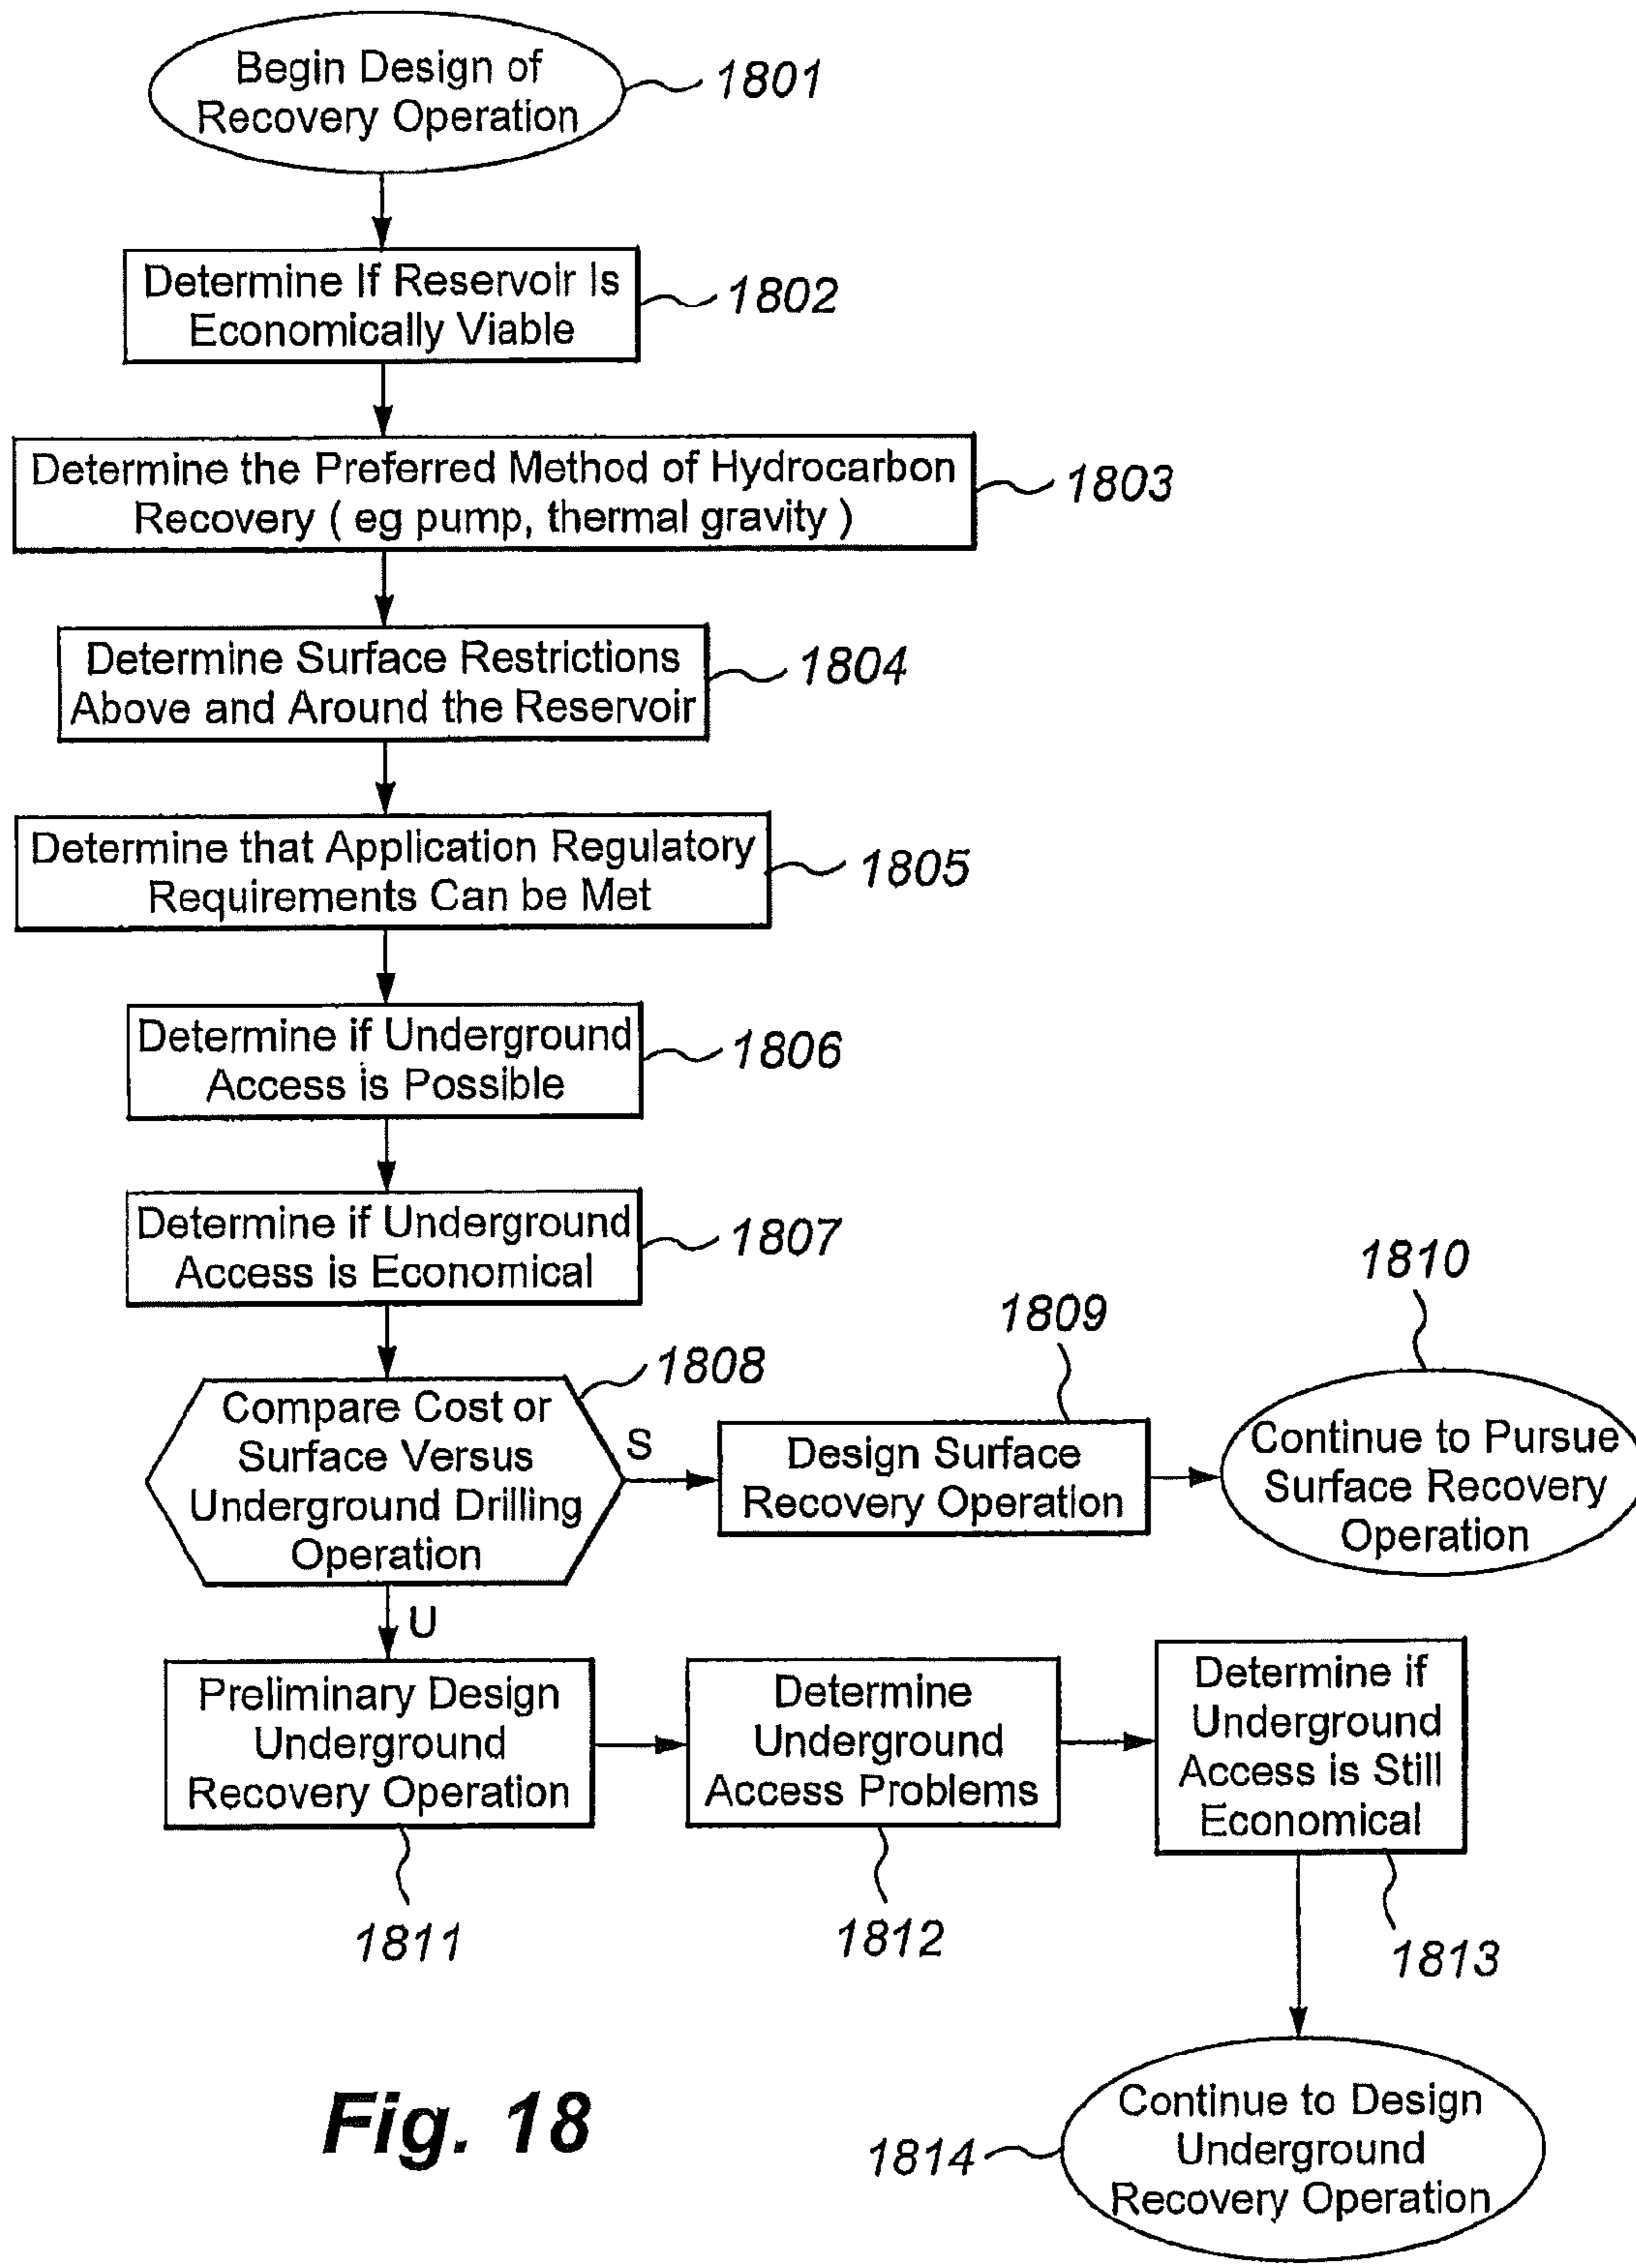 Begin Design of
Recovery Operation
1801
Determine If Reservoir Is
Economically Viable
1802
Determine the Preferred Method of Hydrocarbon
Recovery ( eg pump, thermal gravity )
1803
Determine Surface Restrictions
Above and Around the Reservoir
1804
Determine that Application Regulatory
Requirements Can be Met
1805
Determine if Underground
Access is Possible
1806
Determine if Underground
Access is Economical
1807
Compare Cost or
Surface Versus
Underground Drilling
Operation
1808
S
Design Surface
Recovery Operation
1809
Continue to Pursue
Surface Recovery
Operation
1810
U
Preliminary Design
Underground
Recovery Operation
1811
Determine
Underground
Access Problems
1812
Determine if
Underground
Access is Still
Economical
1813
Continue to Design
Underground
Recovery Operation
1814
Fig. 18